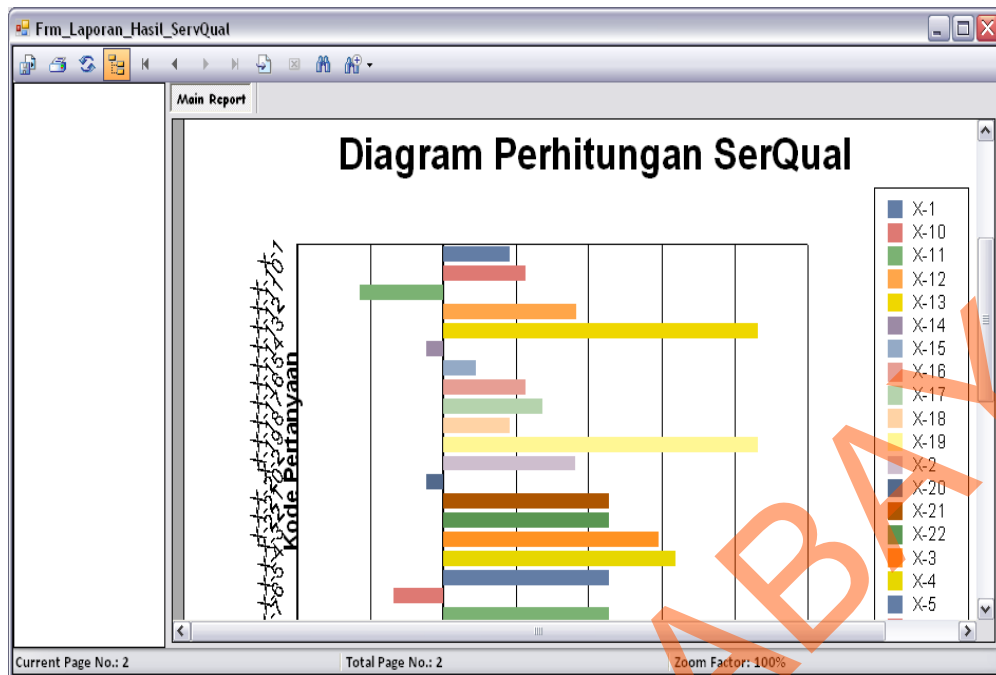 Frm_Laporan_Hasil_ServQual
Main Report
Diagram Perhitungan SerQual
Kode Pertanyaan
X-1
X-10
X-11
X-12
X-13
X-14
X-15
X-16
X-17
X-18
X-19
X-2
X-20
X-21
X-22
X-3
X-4
X-5
ABAY
Current Page No.: 2
Total Page No.: 2
Zoom Factor: 100%